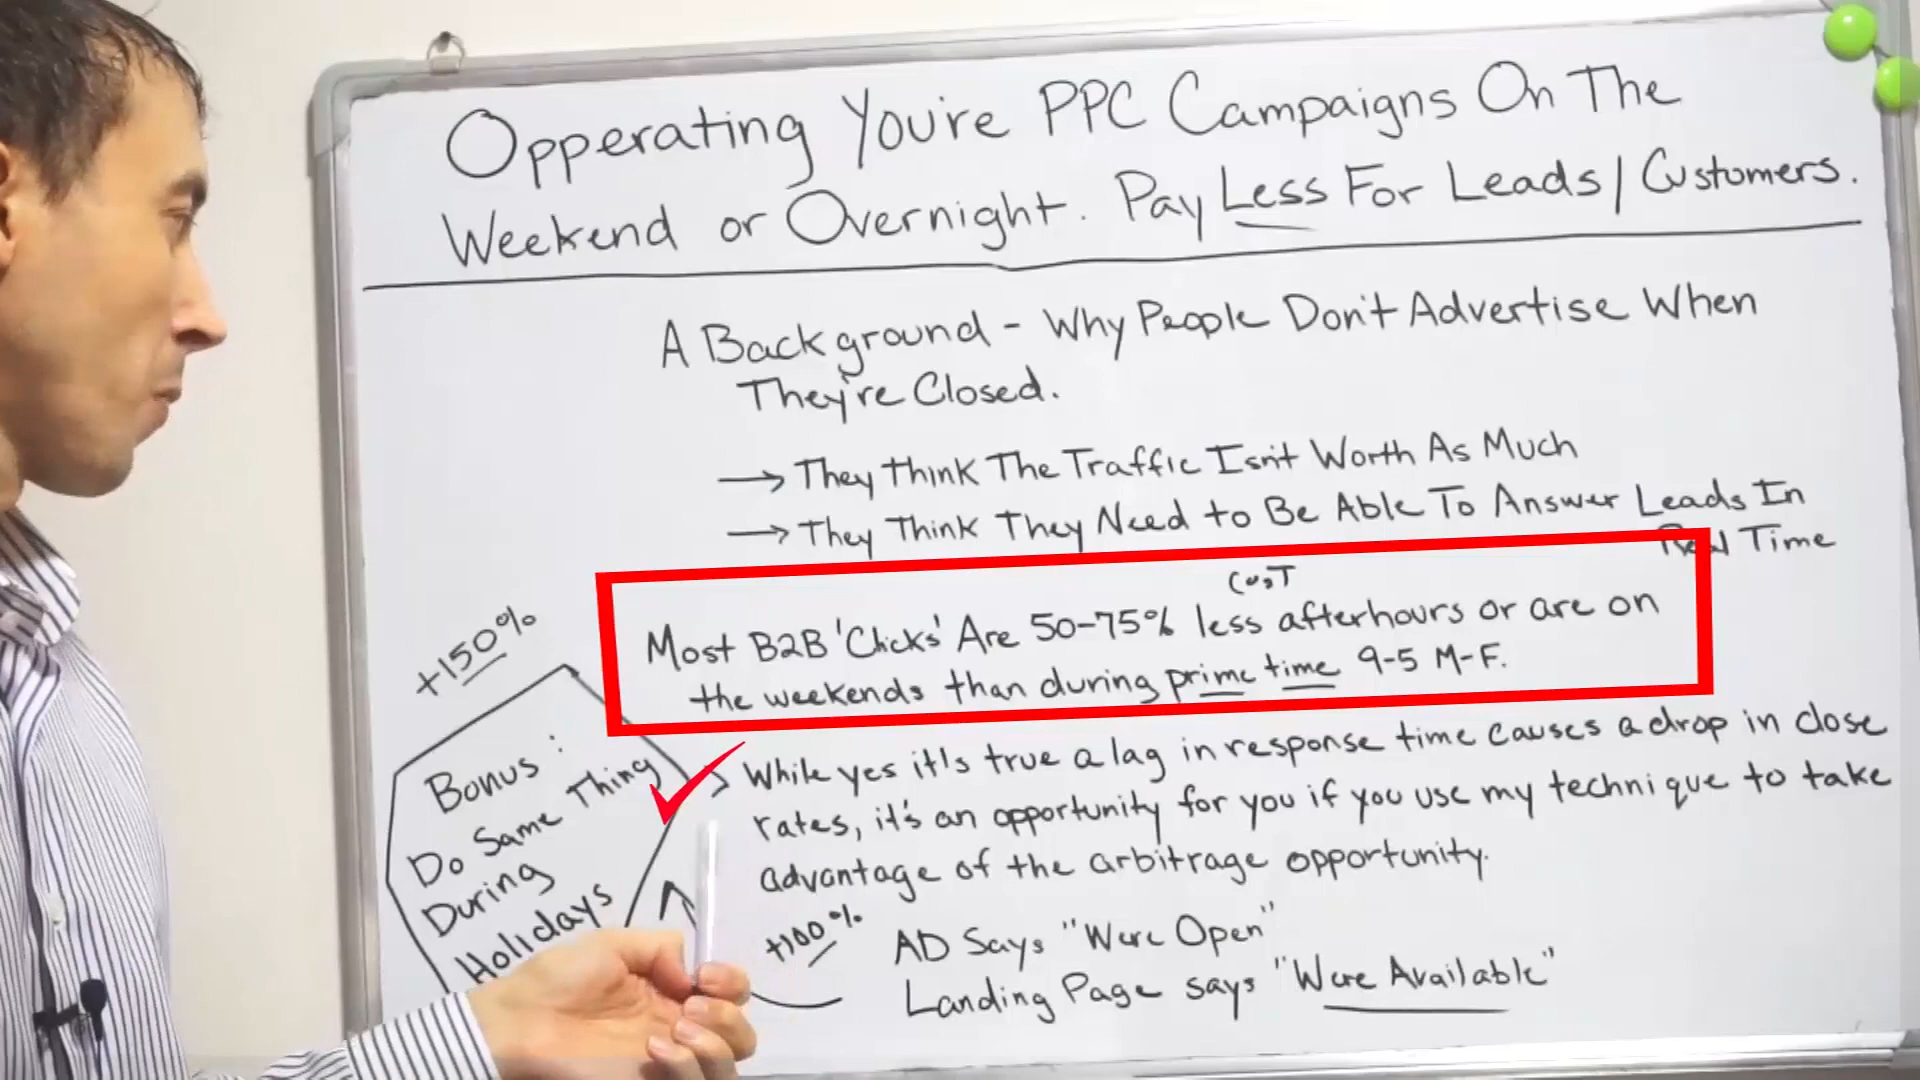 Opperating You're PPC Campaigns On The
Weekend or Overnight. Pay Less For Leads/Customers.
A Background - Why People Don't Advertise When
They're Closed.
→ They Think The Traffic Isn't Worth As Much
→ They Think They Need to Be Able To Answer Leads In
Real Time
Cost
Most B2B 'Clicks' Are 50-75% less afterhours or are on
the weekends than during prime time 9-5 M-F.
> While yes it's true a lag in response time causes a drop in close
rates, it's an opportunity for you if you use my technique to take
advantage of the arbitrage opportunity.
AD Says "We're Open"
Landing Page says "We're Available"
+150%
Bonus:
Do Same Thing
During
Holidays
+100%